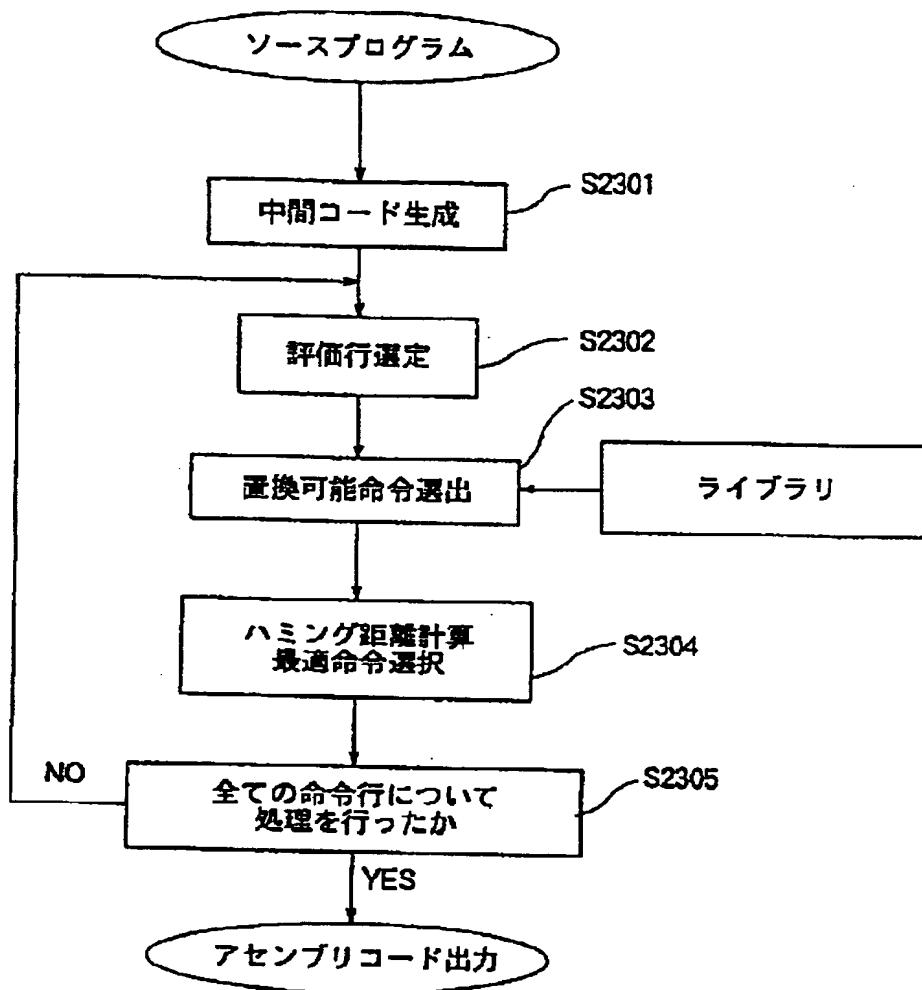 ソースプログラム
中間コード生成
S2301
評価行選定
S2302
S2303
置換可能命令選出
ライブラリ
ハミング距離計算
最適命令選択
S2304
NO
全ての命令行について
処理を行ったか
S2305
YES
アセンブリコード出力